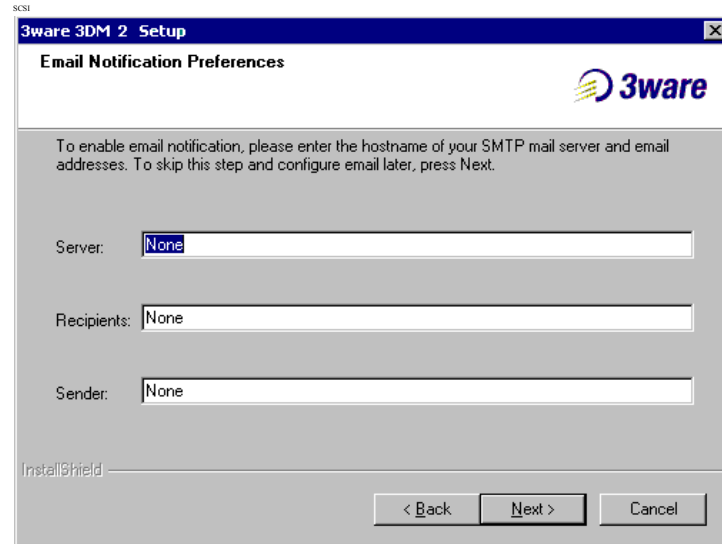 SCSI
3ware 3DM 2 Setup
Email Notification Preferences
3ware
To enable email notification, please enter the hostname of your SMTP mail server and email
addresses. To skip this step and configure email later, press Next.
Server: None
Recipients: None
Sender: None
InstallShield
< Back Next > Cancel